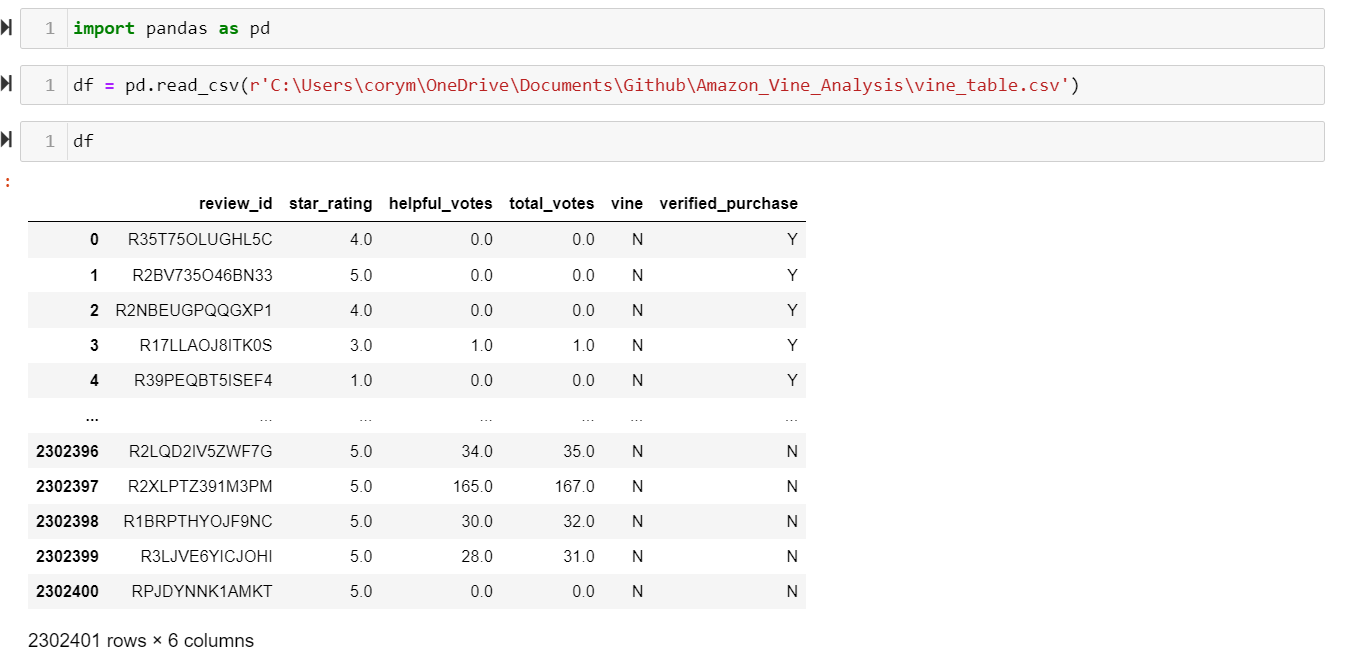 1 import pandas as pd
1 df = pd.read_csv(r'C:\Users\corym\OneDrive\Documents\Github\Amazon_Vine_Analysis\vine_table.csv')
1 df
:
review_id star_rating helpful_votes total_votes vine verified_purchase
0 R35T75OLUGHL5C 4.0 0.0 0.0 N Y
1 R2BV735O46BN33 5.0 0.0 0.0 N Y
2 R2NBEUGPQQGXP1 4.0 0.0 0.0 N Y
3 R17LLAOJ8ITK0S 3.0 1.0 1.0 N Y
4 R39PEQBT5ISEF4 1.0 0.0 0.0 N Y
... ... ... ... ... ... ...
2302396 R2LQD2IV5ZWF7G 5.0 34.0 35.0 N N
2302397 R2XLPTZ391M3PM 5.0 165.0 167.0 N N
2302398 R1BRPTHYOJF9NC 5.0 30.0 32.0 N N
2302399 R3LJVE6YICJOHI 5.0 28.0 31.0 N N
2302400 RPJDYNNK1AMKT 5.0 0.0 0.0 N N
2302401 rows × 6 columns